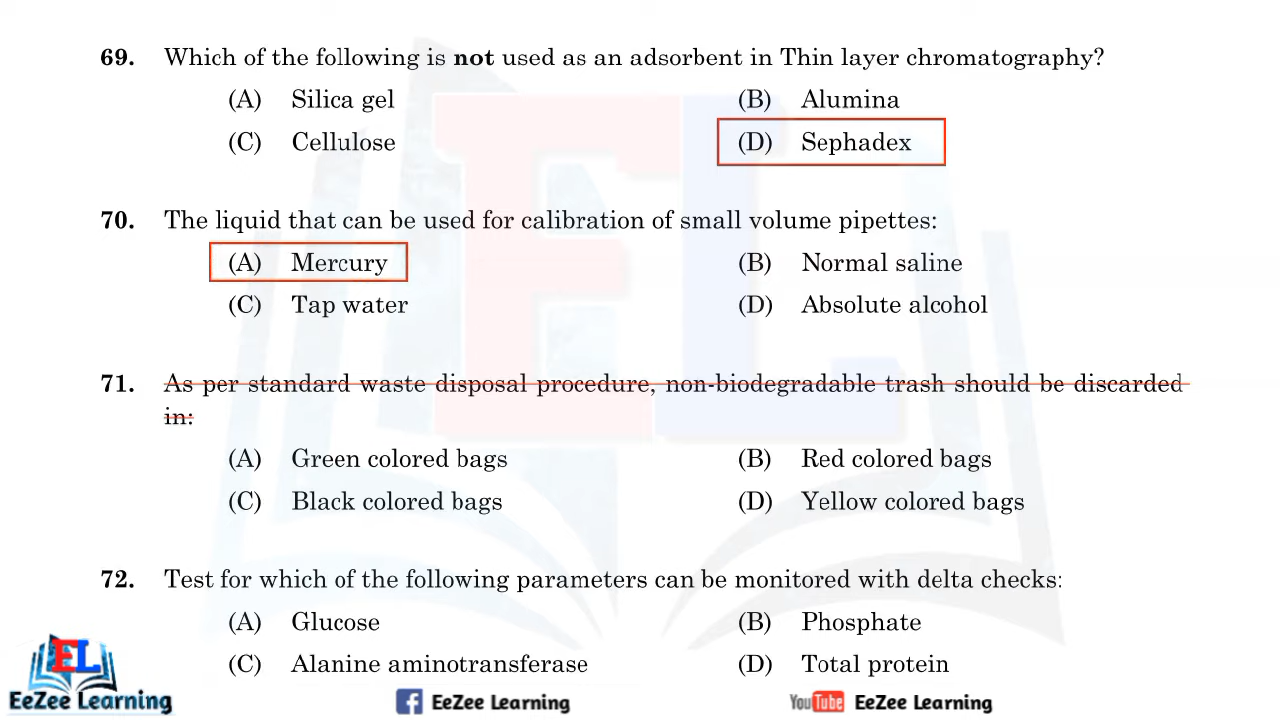 69. Which of the following is not used as an adsorbent in Thin layer chromatography?
(A) Silica gel (B) Alumina
(C) Cellulose (D) Sephadex
70. The liquid that can be used for calibration of small volume pipettes:
(A) Mercury (B) Normal saline
(C) Tap water (D) Absolute alcohol
71. As per standard waste disposal procedure, non-biodegradable trash should be discarded
in:
(A) Green colored bags (B) Red colored bags
(C) Black colored bags (D) Yellow colored bags
72. Test for which of the following parameters can be monitored with delta checks:
(A) Glucose (B) Phosphate
(C) Alanine aminotransferase (D) Total protein
EL
EL
EeZee Learning
f EeZee Learning
YouTube EeZee Learning